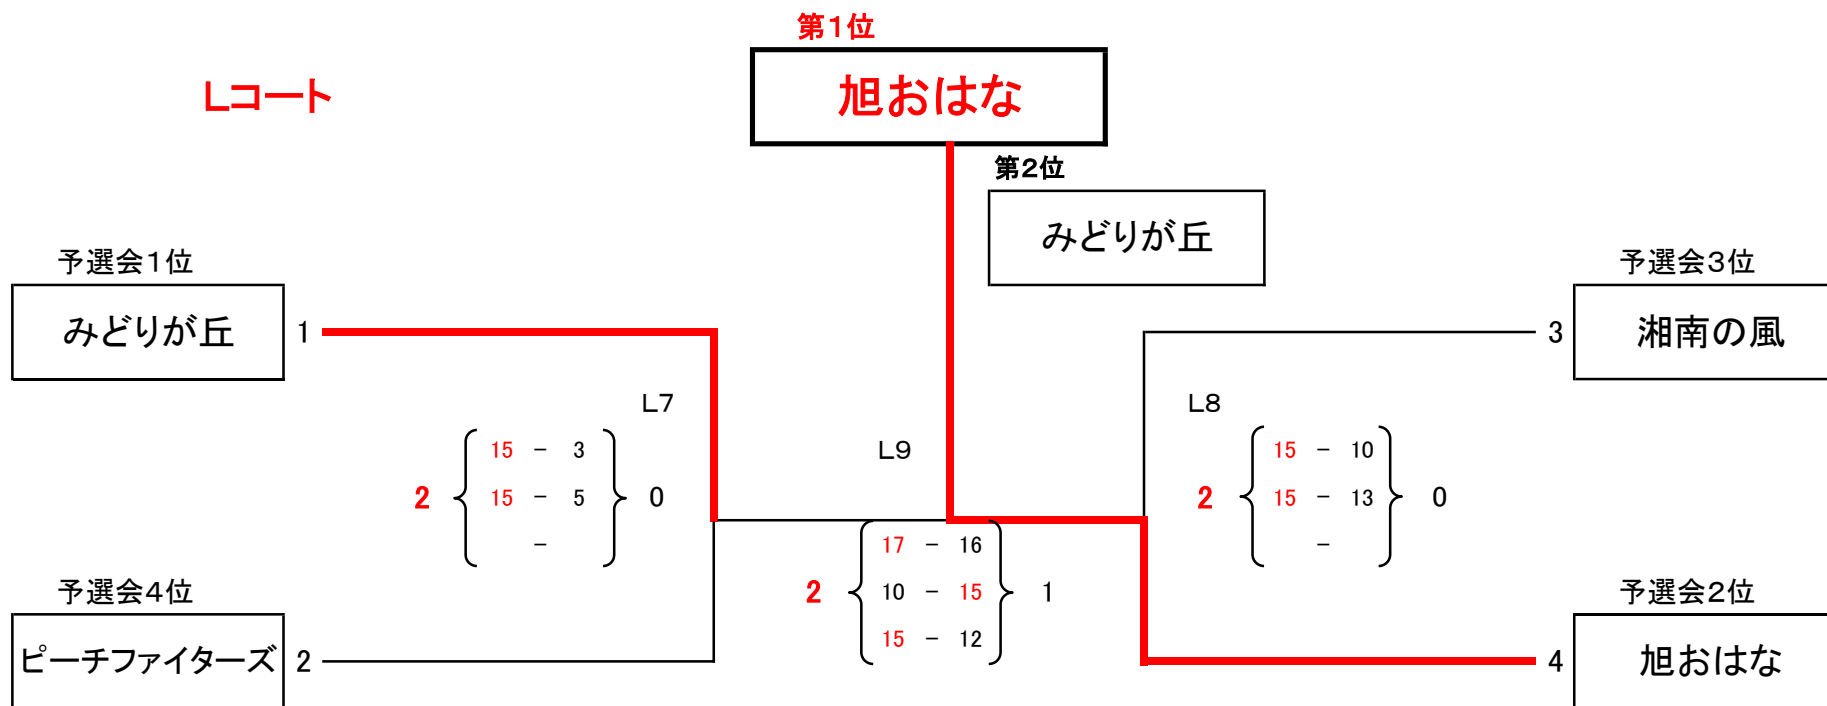 第1位
Lコート
旭おはな
第2位
みどりが丘
予選会1位
予選会3位
みどりが丘 1
3 湘南の風
L7
L8
15 - 3
15 - 10
L9
2 15 - 5 0
2 15 - 13 0
-
17 - 16
-
予選会4位
2 10 - 15 1
予選会2位
15 - 12
ピーチファイターズ 2
4 旭おはな